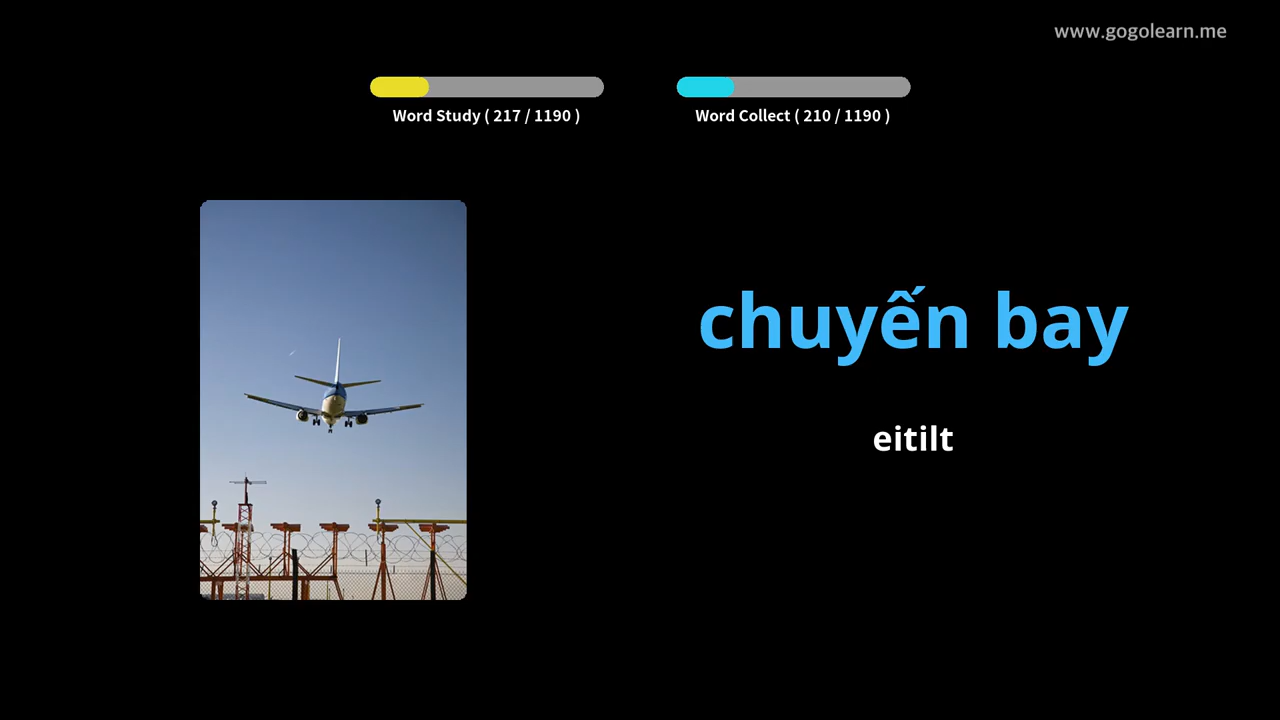 www.gogolearn.me
Word Study ( 217 / 1190 )
Word Collect ( 210 / 1190 )
chuyến bay
eitilt